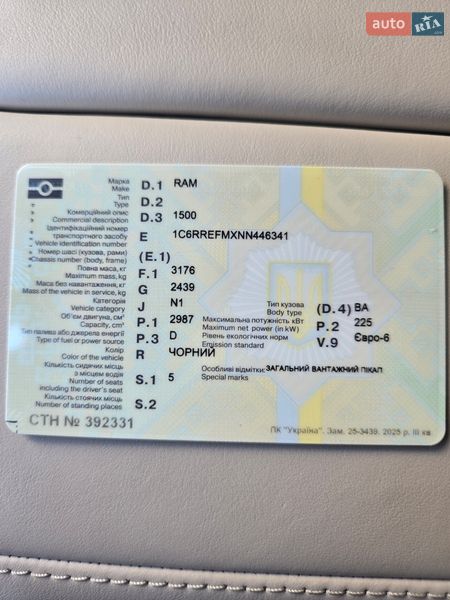 auto RIA
.com
Марка
Make D.1 RAM
Тип
Type D.2
Комерційний опис
Commercial description D.3 1500
Ідентифікаційний номер
транспортного засобу
Vehicle identification number E 1C6RREFMXNN446341
Номер шасі (кузова, рами)
Chassis number (body, frame) (E.1)
Повна маса, кг
Maximum mass, kg F.1 3176
Маса без навантаження, кг
Mass of the vehicle in service, kg G 2439
Категорія
Vehicle category J N1 Тип кузова
Body type (D.4) BA
Об'єм двигуна, см³
Capacity, cm³ P.1 2987 Максимальна потужність кВт
Maximum net power (in kW) P.2 225
Тип палива або джерела енергії
Type of fuel or power source P.3 D Рівень екологічних норм
Emission standard V.9 Євро-6
Колір
Color of the vehicle R ЧОРНИЙ
Кількість сидячих місць
з місцем водія
Number of seats
including the driver's seat S.1 5 Особливі відмітки: ЗАГАЛЬНИЙ ВАНТАЖНИЙ ПІКАП
Special marks
Кількість стоячих місць
Number of standing places S.2
СТН № 392331
ПК "Україна". Зам. 25-3439. 2025 р. III кв